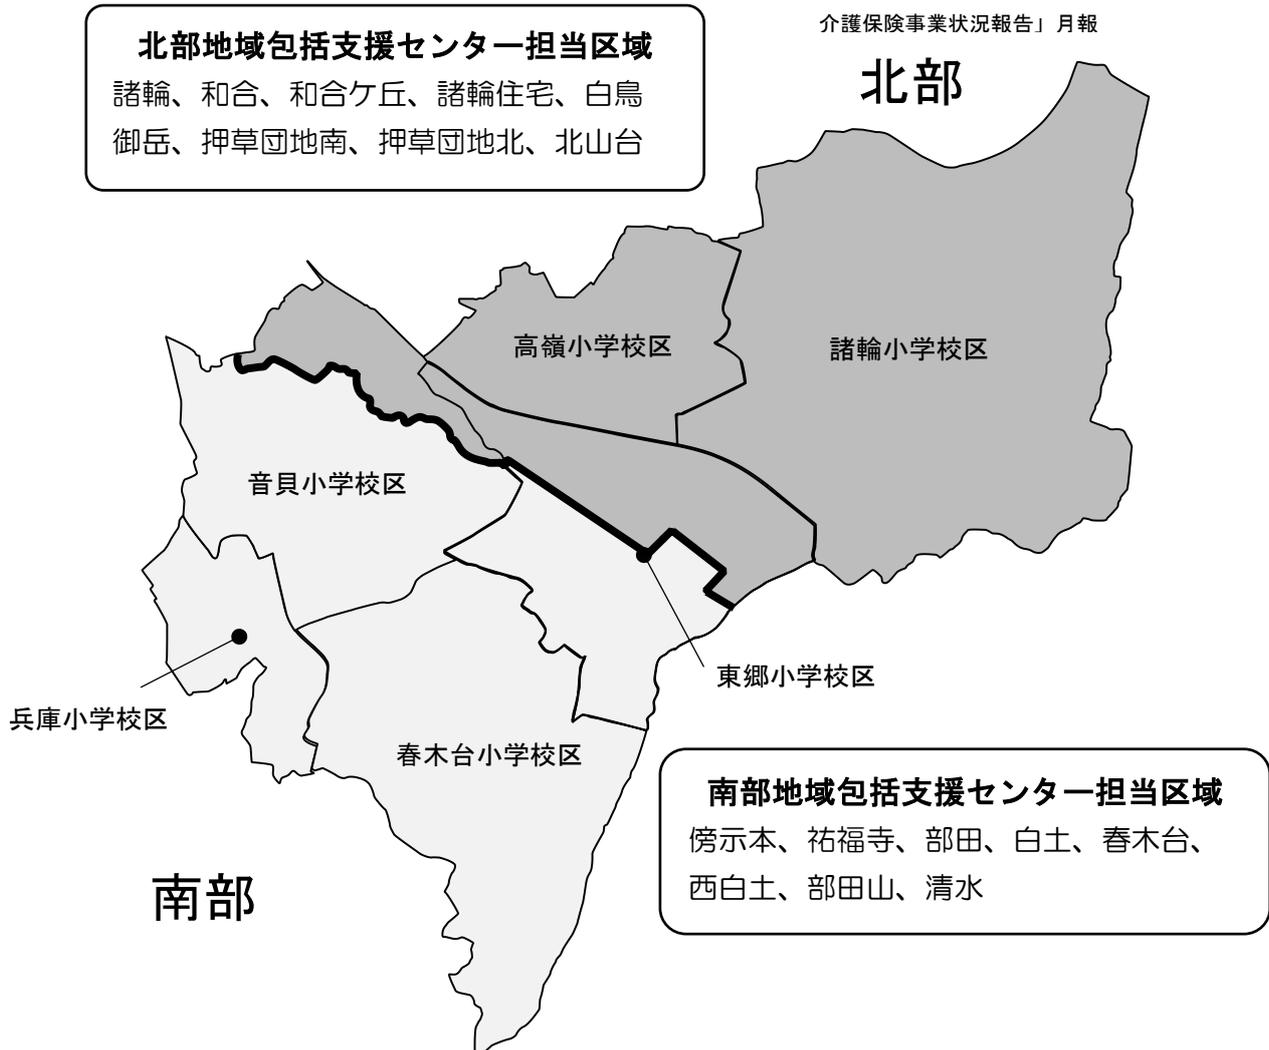 介護保険事業状況報告」月報
北部地域包括支援センター担当区域
諸輪、和合、和合ケ丘、諸輪住宅、白鳥
御岳、押草団地南、押草団地北、北山台
北部
高嶺小学校区
諸輪小学校区
音貝小学校区
東郷小学校区
兵庫小学校区
春木台小学校区
南部地域包括支援センター担当区域
傍示本、祐福寺、部田、白土、春木台、
西白土、部田山、清水
南部